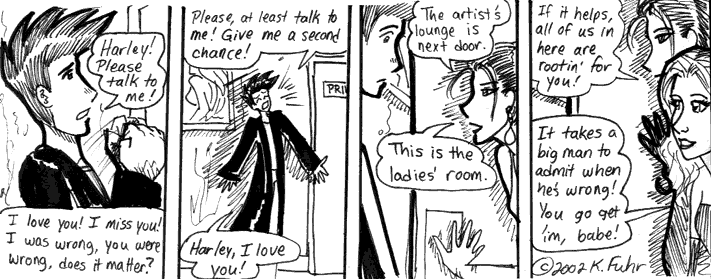 Harley!
Please
talk to
me!
I love you! I miss you!
I was wrong, you were
wrong, does it matter?
Please, at least talk to
me! Give me a second
chance!
PRI
Harley, I love
you!
The artist's
lounge is
next door.
This is the
ladies' room.
If it helps,
all of us in
here are
rootin' for
you!
It takes a
big man to
admit when
he's wrong!
You go get
'im, babe!
©2002 K. Fuhr